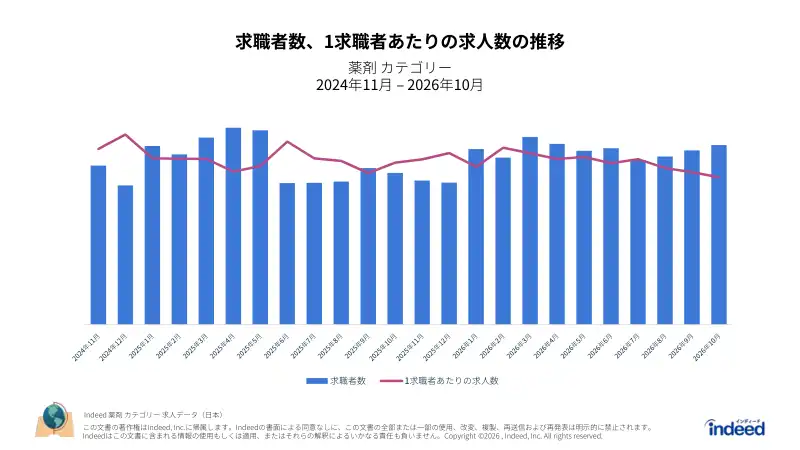 求職者数、1求職者あたりの求人数の推移
薬剤 カテゴリー
2024年11月 – 2026年10月
2024年11月
2024年12月
2025年1月
2025年2月
2025年3月
2025年4月
2025年5月
2025年6月
2025年7月
2025年8月
2025年9月
2025年10月
2025年11月
2025年12月
2026年1月
2026年2月
2026年3月
2026年4月
2026年5月
2026年6月
2026年7月
2026年8月
2026年9月
2026年10月
求職者数
1求職者あたりの求人数
Indeed 薬剤 カテゴリー 求人データ（日本）
この文書の著作権はIndeed, Inc.に帰属します。Indeedの書面による同意なしに、この文書の全部または一部の使用、改変、複製、再送信および再発表は明示的に禁止されます。
Indeedはこの文書に含まれる情報の使用もしくは適用、またはそれらの解釈によるいかなる責任も負いません。Copyright ©2026 , Indeed, Inc. All rights reserved.
インディード
indeed